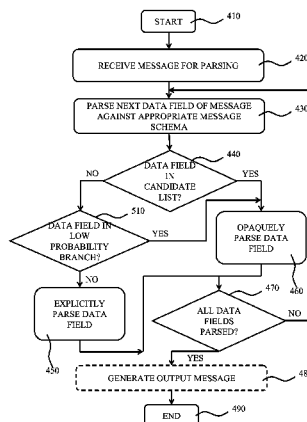 START
410
RECEIVE MESSAGE FOR PARSING
420
PARSE NEXT DATA FIELD OF MESSAGE
AGAINST APPROPRIATE MESSAGE
SCHEMA
430
DATA FIELD
IN
CANDIDATE
LIST?
440
NO
YES
510
DATA FIELD IN
LOW
PROBABILITY
BRANCH?
YES
NO
OPAQUELY
PARSE DATA
FIELD
460
EXPLICITLY
PARSE DATA
FIELD
450
470
ALL DATA
FIELDS
PARSED?
NO
YES
GENERATE OUTPUT MESSAGE
48
END
490